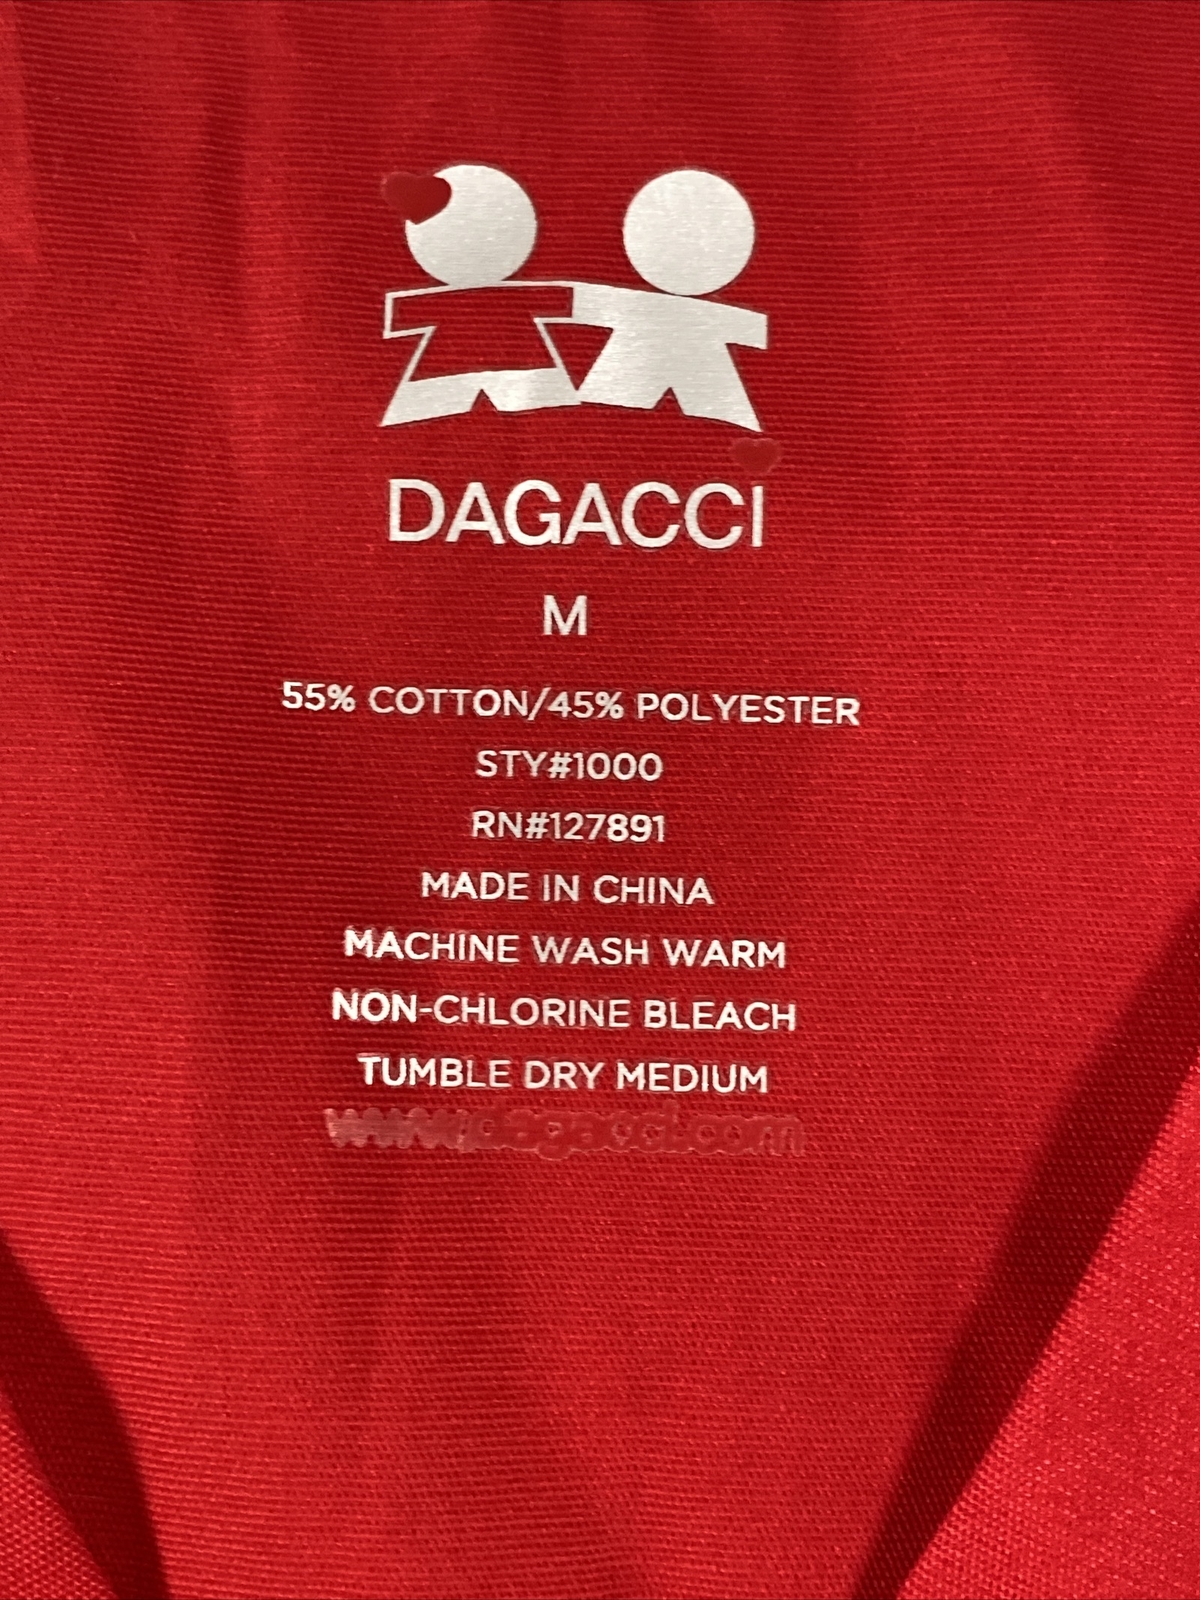 DAGACCI
M
55% COTTON/45% POLYESTER
STY#1000
RN#127891
MADE IN CHINA
MACHINE WASH WARM
NON-CHLORINE BLEACH
TUMBLE DRY MEDIUM
www.dagacci.com